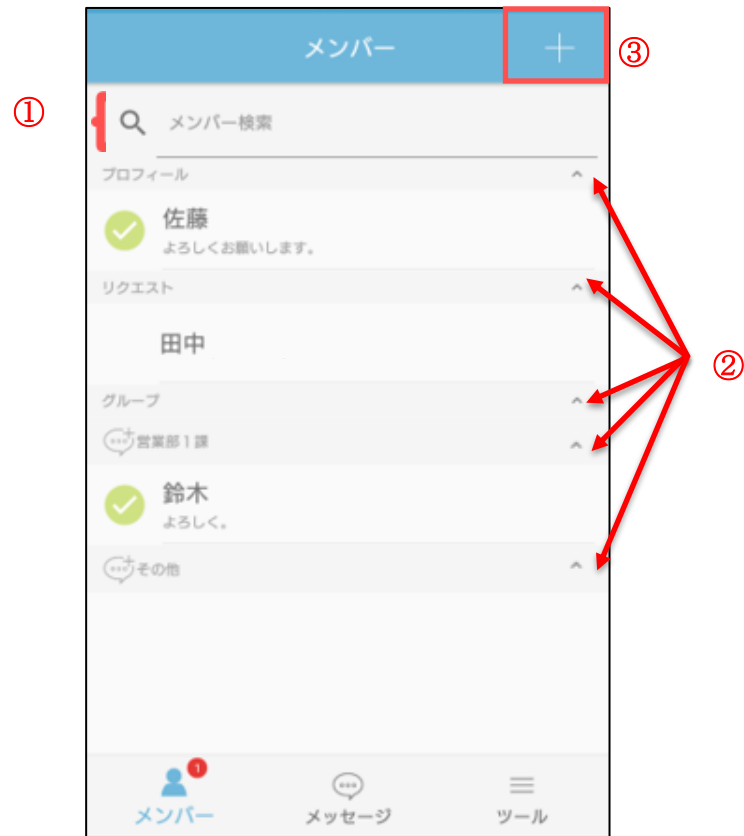 メンバー
③
①
メンバー検索
プロフィール
佐藤
よろしくお願いします。
リクエスト
田中
②
グループ
営業部1課
鈴木
よろしく。
その他
1
メンバー
メッセージ
ツール